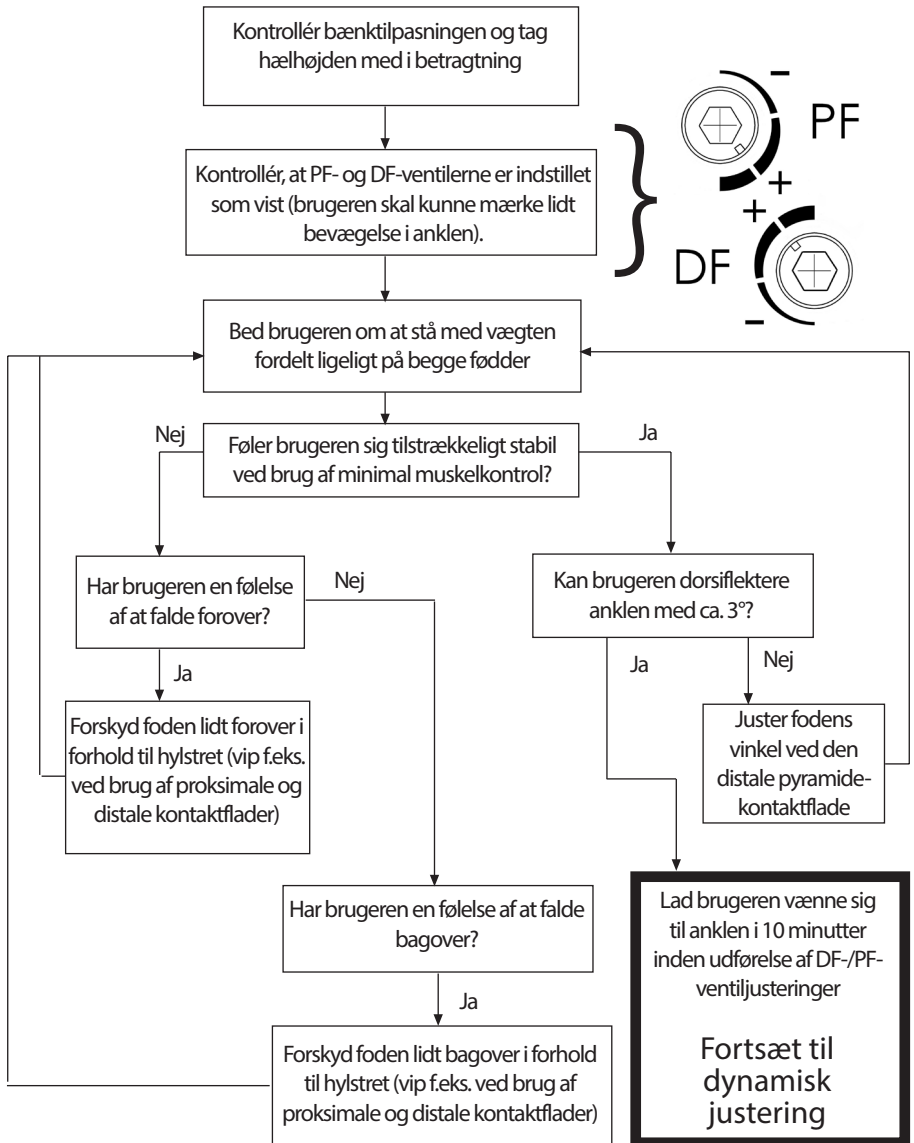 Kontrollér bænktilpasningen og tag
hælhøjden med i betragtning
–
PF
+
Kontrollér, at PF- og DF-ventilerne er indstillet
som vist (brugeren skal kunne mærke lidt
bevægelse i anklen).
+
DF
–
Bed brugeren om at stå med vægten
fordelt ligeligt på begge fødder
Nej
Ja
Føler brugeren sig tilstrækkeligt stabil
ved brug af minimal muskelkontrol?
Har brugeren en følelse
af at falde forover?
Nej
Ja
Kan brugeren dorsiflektere
anklen med ca. 3°?
Ja
Nej
Forskyd foden lidt forover i
forhold til hylstret (vip f.eks.
ved brug af proksimale og
distale kontaktflader)
Juster fodens
vinkel ved den
distale pyramide-
kontaktflade
Har brugeren en følelse af at falde
bagover?
Ja
Forskyd foden lidt bagover i forhold
til hylstret (vip f.eks. ved brug af
proksimale og distale kontaktflader)
Lad brugeren vænne sig
til anklen i 10 minutter
inden udførelse af DF-/PF-
ventiljusteringer
Fortsæt til
dynamisk
justering